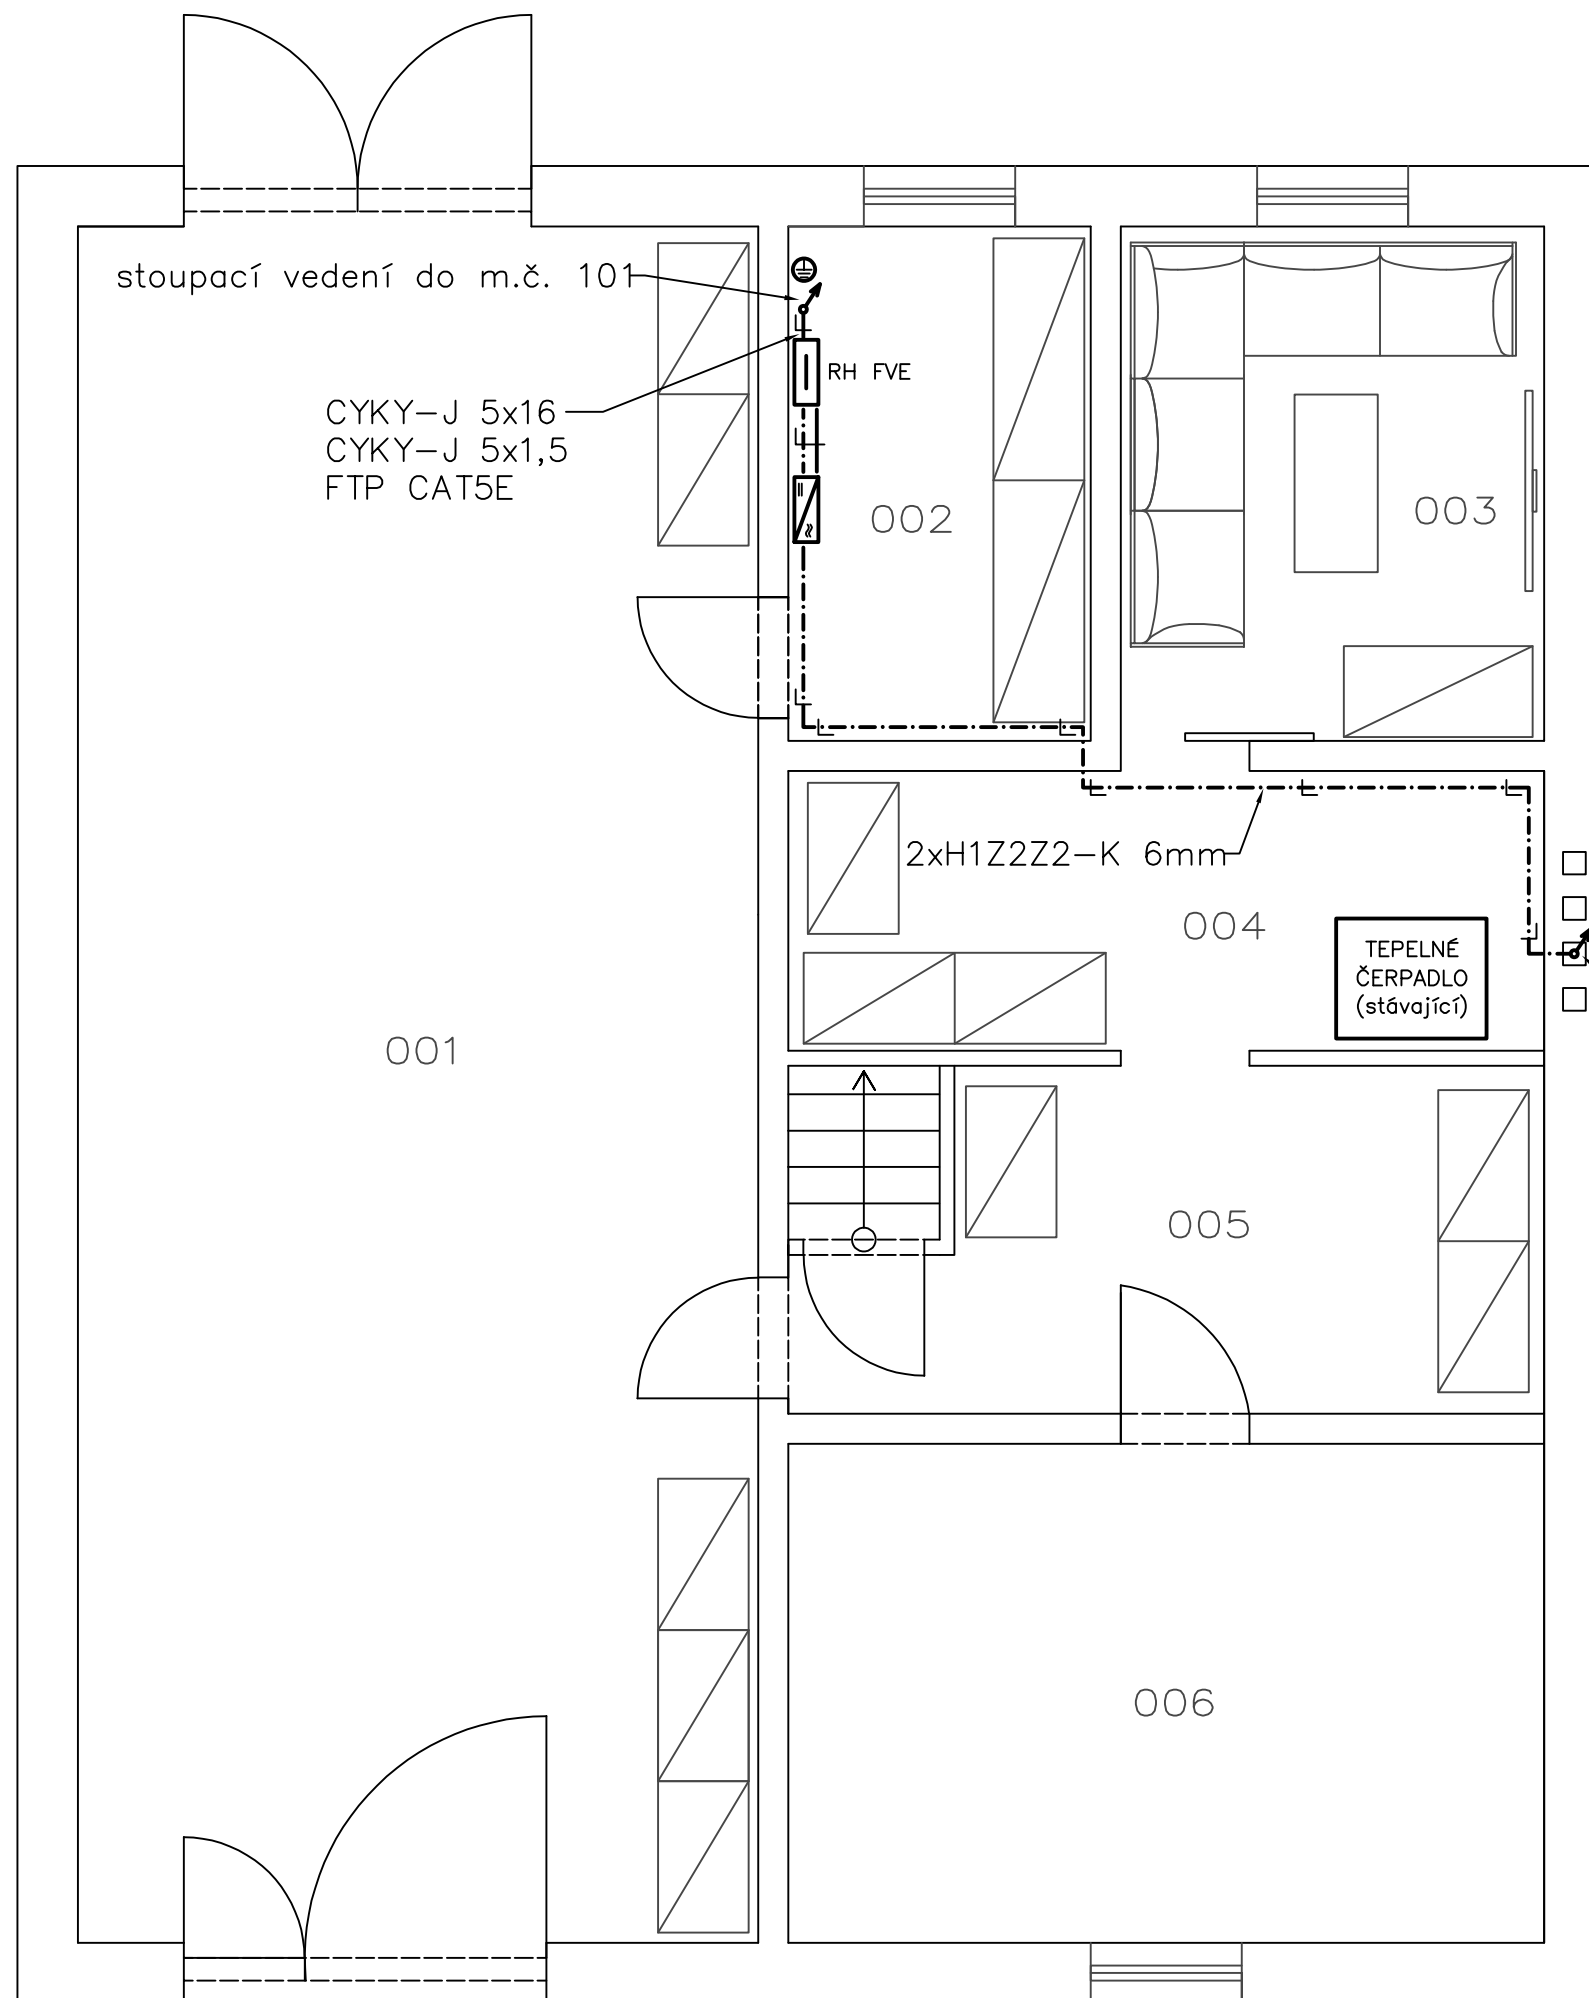 stoupací vedení do m.č. 101
RH FVE
CYKY-J 5x16
CYKY-J 5x1,5
FTP CAT5E
002
003
2xH1Z2Z2-K 6mm
004
TEPELNÉ
ČERPADLO
(stávající)
001
005
006